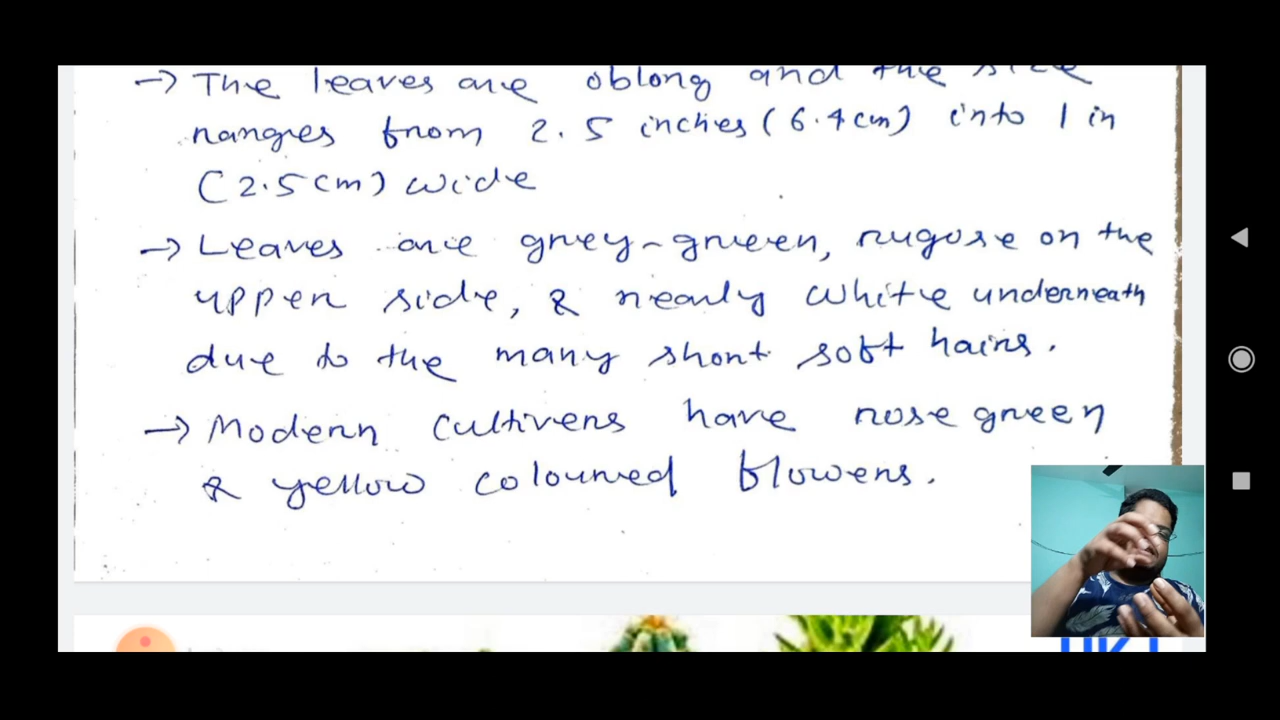 → The leaves are oblong and the size
ranges from 2.5 inches (6.4cm) into 1 in
(2.5cm) wide
→ Leaves are grey-green, rugose on the
upper side, & nearly white underneath
due to the many short soft hairs.
→ Modern cultivers have rose green
& yellow coloured flowers.